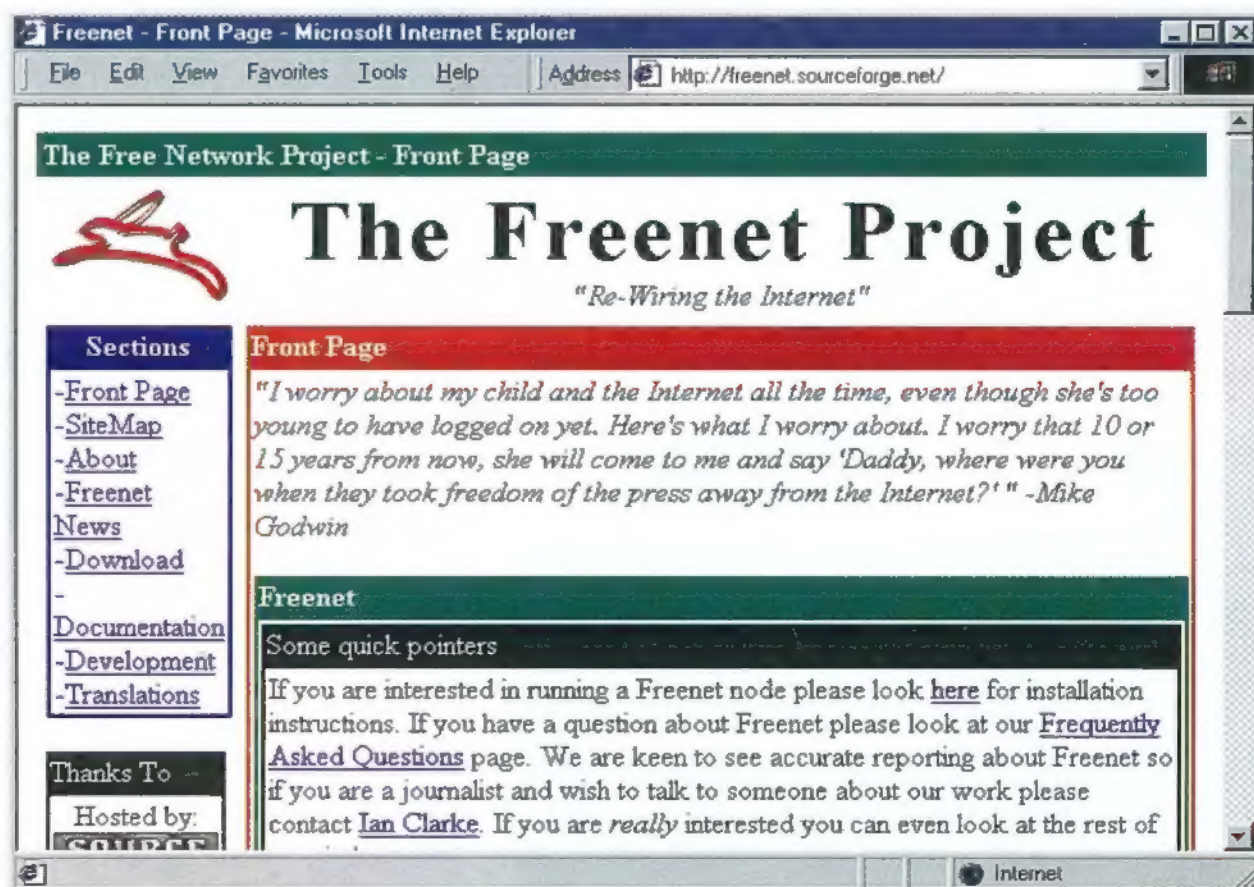 Freenet - Front Page - Microsoft Internet Explorer
File Edit View Favorites Tools Help Address http://freenet.sourceforge.net/
The Free Network Project - Front Page
The Freenet Project
"Re-Wiring the Internet"
Sections
-Front Page
-SiteMap
-About
-Freenet
News
-Download
-
Documentation
-Development
-Translations
Thanks To
Hosted by:
SOURCE
Front Page
"I worry about my child and the Internet all the time, even though she's too
young to have logged on yet. Here's what I worry about. I worry that 10 or
15 years from now, she will come to me and say 'Daddy, where were you
when they took freedom of the press away from the Internet?' " -Mike
Godwin
Freenet
Some quick pointers
If you are interested in running a Freenet node please look here for installation
instructions. If you have a question about Freenet please look at our Frequently
Asked Questions page. We are keen to see accurate reporting about Freenet so
if you are a journalist and wish to talk to someone about our work please
contact Ian Clarke. If you are really interested you can even look at the rest of
Internet